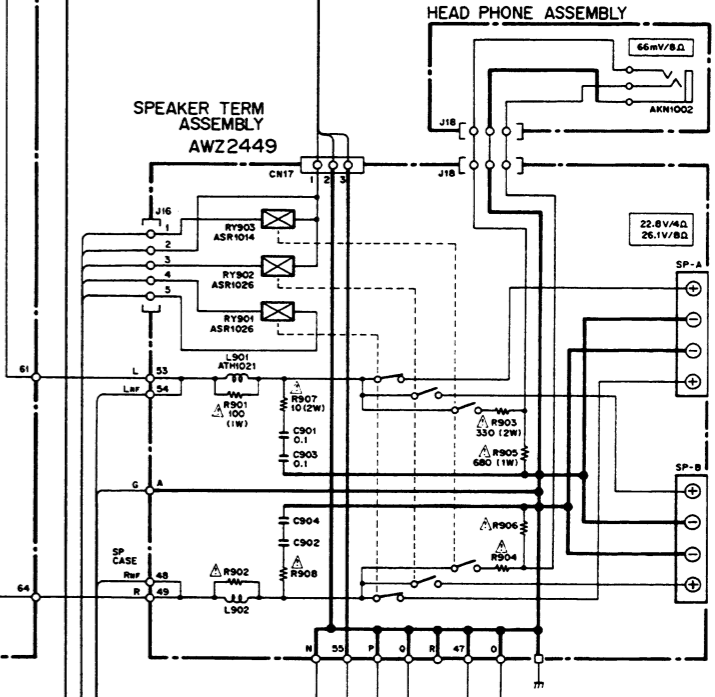 HEAD PHONE ASSEMBLY
66mV/8Ω
AKN1002
J18
J18
SPEAKER TERM
ASSEMBLY
AWZ2449
CN17
1 2 3
J16
1
2
3
4
5
RY903
ASR1014
RY902
ASR1026
RY901
ASR1026
22.8V/4Ω
26.1V/8Ω
SP-A
+
−
−
+
61
L 53
LNF 54
L901
ATH1021
R901
100
(1W)
R907
10(2W)
C901
0.1
C903
0.1
R903
330 (2W)
R905
680 (1W)
SP-B
+
−
−
+
G A
C904
C902
R908
R906
R904
SP
CASE
RNF 48
R 49
64
R902
L902
N 55 P Q R 47 O